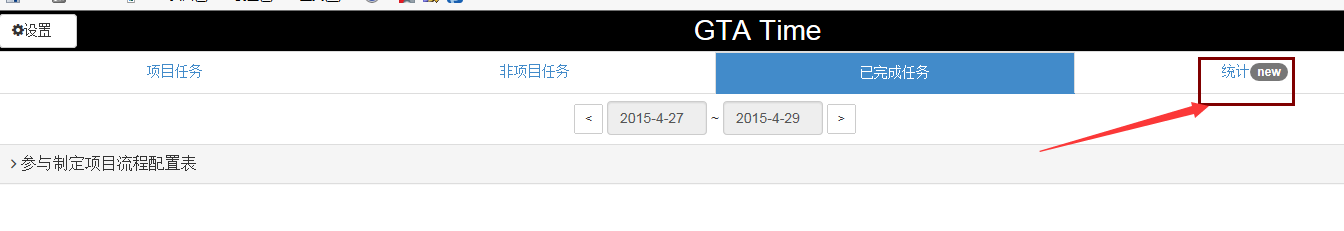 设置
GTA Time
项目任务
非项目任务
已完成任务
统计 new
< 2015-4-27 ~ 2015-4-29 >
参与制定项目流程配置表